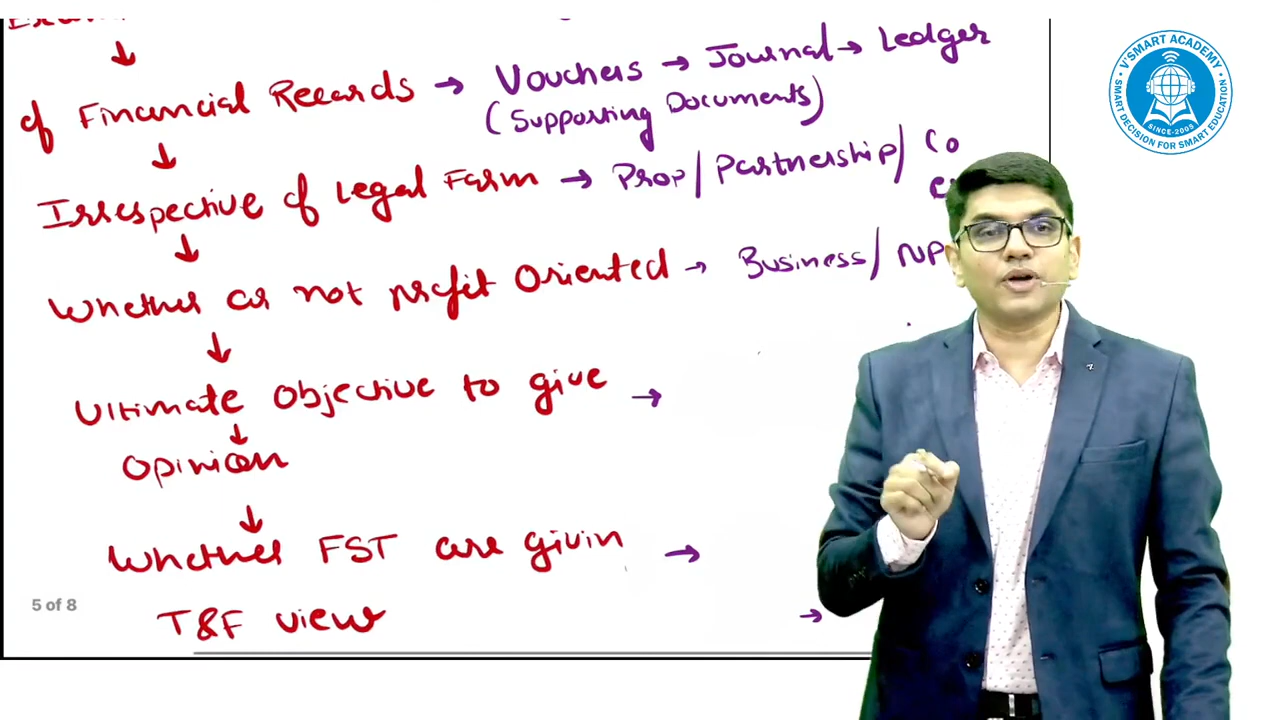 of Financial Records → Vouchers → Journal → Ledger
(Supporting Documents)
Irrespective of Legal Form → Prop / Partnership / Co
Whether or not profit Oriented → Business / NP
Ultimate Objective to give →
Opinion
Whether FST are givin →
T&F view →
5 of 8
V'SMART ACADEMY
SMART DECISION FOR SMART EDUCATION
SINCE-2005